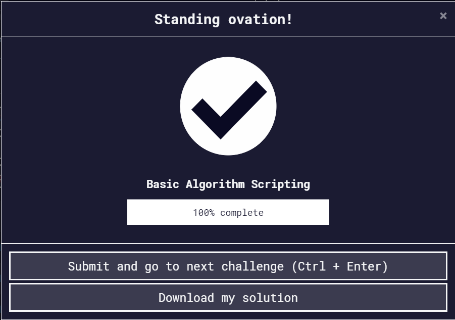 Standing ovation!
×
Basic Algorithm Scripting
100% complete
Submit and go to next challenge (Ctrl + Enter)
Download my solution